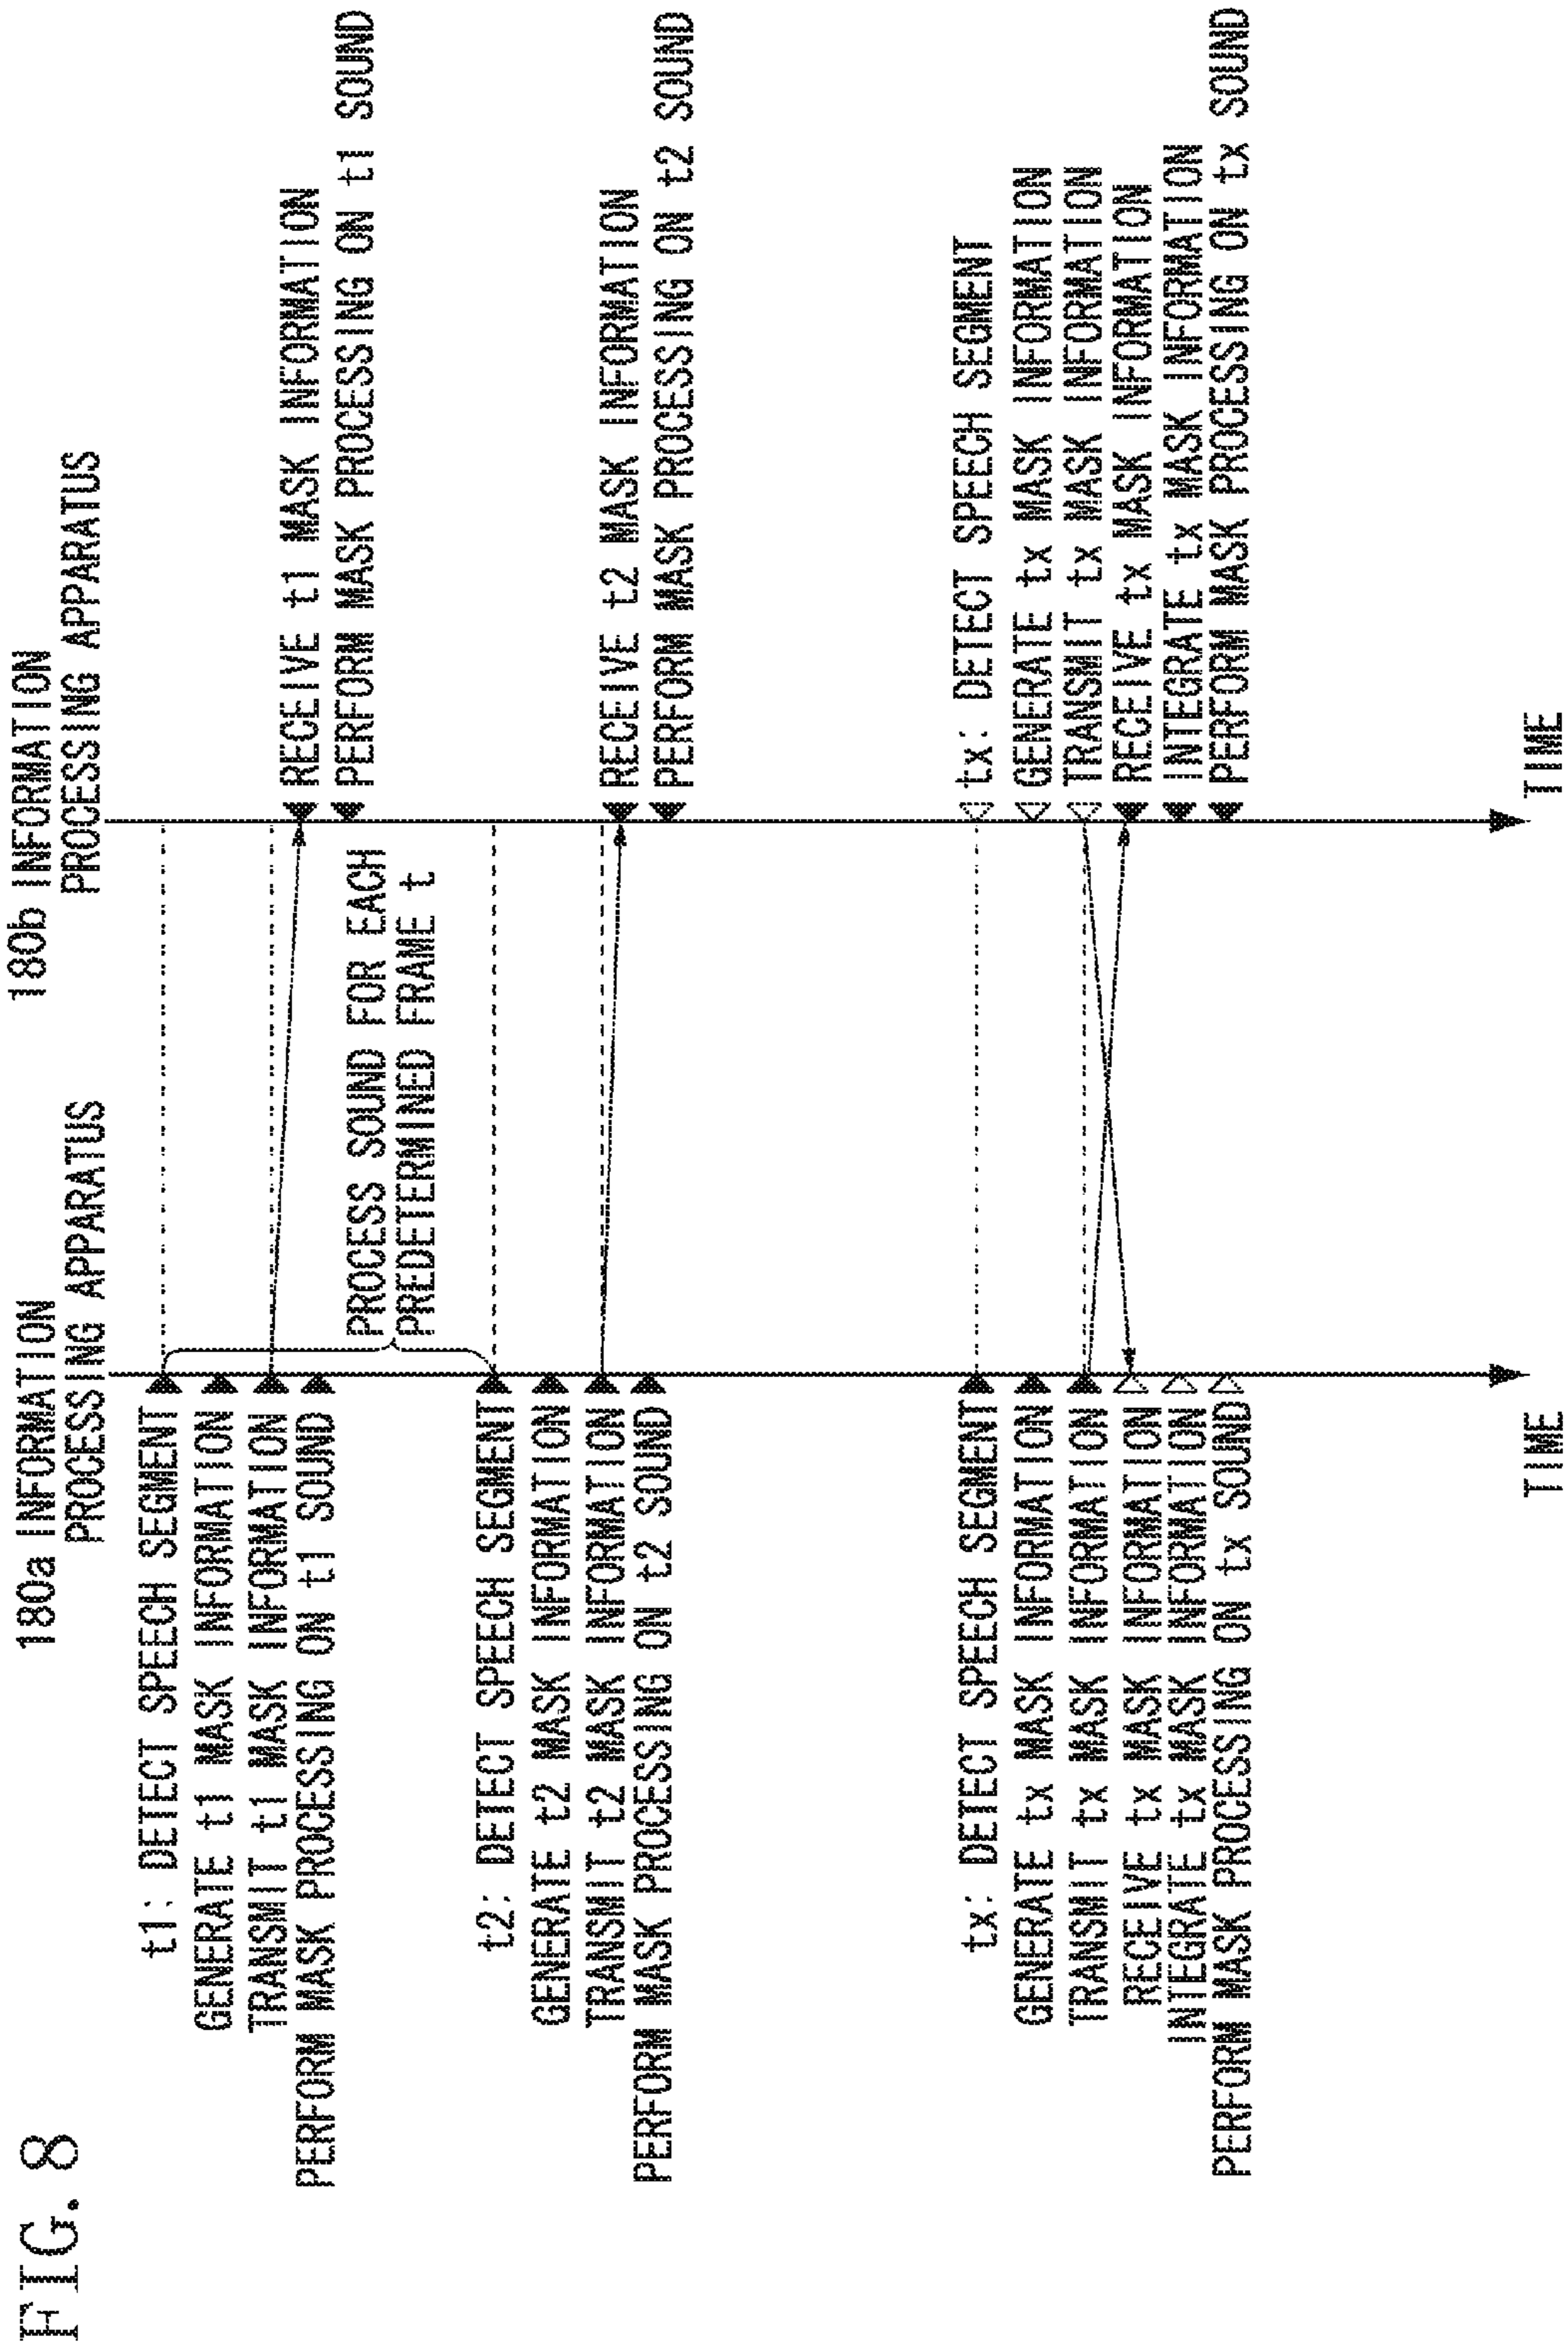 FIG. 8
180a INFORMATION
PROCESSING APPARATUS
180b INFORMATION
PROCESSING APPARATUS
t1: DETECT SPEECH SEGMENT
GENERATE t1 MASK INFORMATION
TRANSMIT t1 MASK INFORMATION
PERFORM MASK PROCESSING ON t1 SOUND
RECEIVE t1 MASK INFORMATION
PERFORM MASK PROCESSING ON t1 SOUND
PROCESS SOUND FOR EACH
PREDETERMINED FRAME t
t2: DETECT SPEECH SEGMENT
GENERATE t2 MASK INFORMATION
TRANSMIT t2 MASK INFORMATION
PERFORM MASK PROCESSING ON t2 SOUND
RECEIVE t2 MASK INFORMATION
PERFORM MASK PROCESSING ON t2 SOUND
tx: DETECT SPEECH SEGMENT
GENERATE tx MASK INFORMATION
TRANSMIT tx MASK INFORMATION
RECEIVE tx MASK INFORMATION
INTEGRATE tx MASK INFORMATION
PERFORM MASK PROCESSING ON tx SOUND
tx: DETECT SPEECH SEGMENT
GENERATE tx MASK INFORMATION
TRANSMIT tx MASK INFORMATION
RECEIVE tx MASK INFORMATION
INTEGRATE tx MASK INFORMATION
PERFORM MASK PROCESSING ON tx SOUND
TIME
TIME